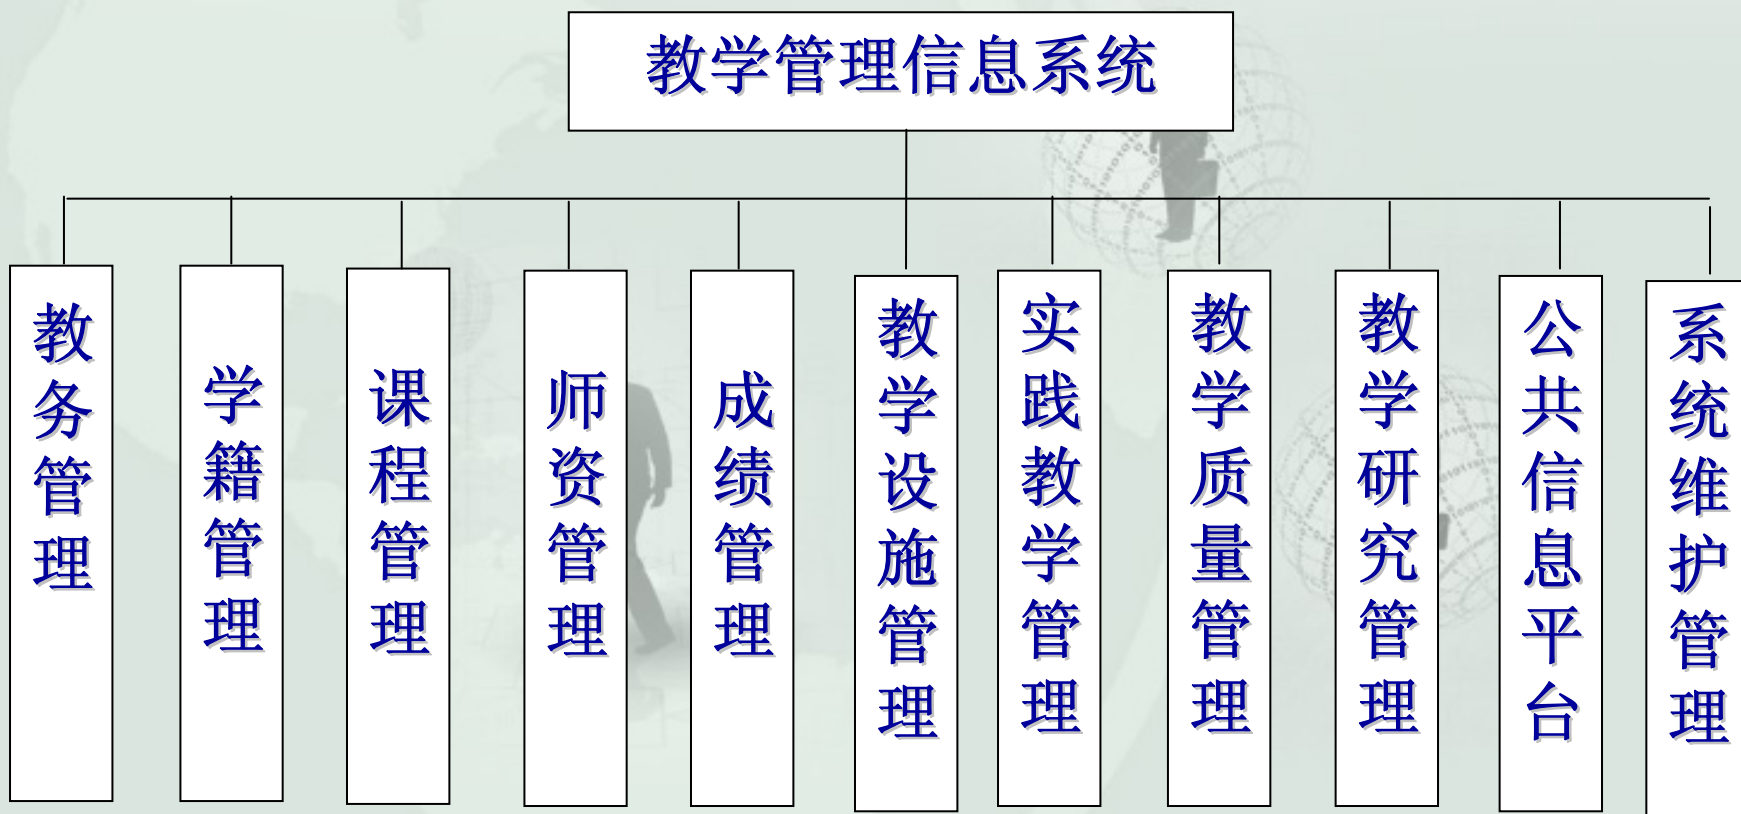 教学管理信息系统
教务管理
学籍管理
课程管理
师资管理
成绩管理
教学设施管理
实践教学管理
教学质量管理
教学研究管理
公共信息平台
系统维护管理